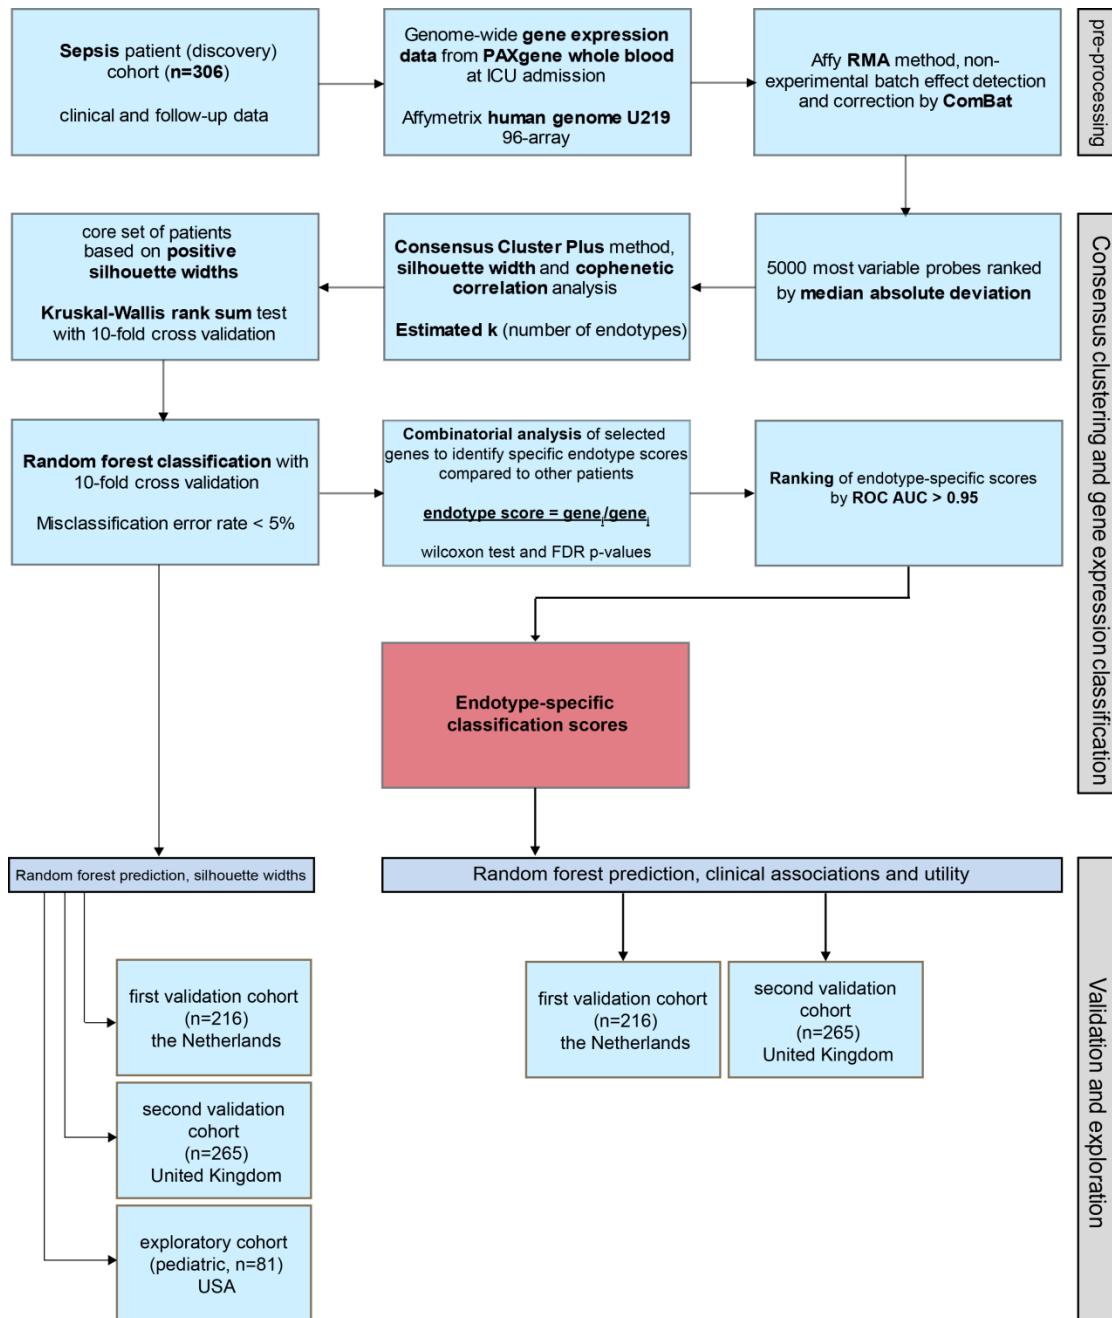 Sepsis patient (discovery)
cohort (n=306)
clinical and follow-up data
Genome-wide gene expression
data from PAXgene whole blood
at ICU admission
Affymetrix human genome U219
96-array
Affy RMA method, non-
experimental batch effect detection
and correction by ComBat
pre-processing
core set of patients
based on positive
silhouette widths
Kruskal-Wallis rank sum test
with 10-fold cross validation
Consensus Cluster Plus method,
silhouette width and cophenetic
correlation analysis
Estimated k (number of endotypes)
5000 most variable probes ranked
by median absolute deviation
Consensus clustering and gene expression classification
Random forest classification with
10-fold cross validation
Misclassification error rate < 5%
Combinatorial analysis of selected
genes to identify specific endotype scores
compared to other patients
endotype score = genei/genej
wilcoxon test and FDR p-values
Ranking of endotype-specific scores
by ROC AUC > 0.95
Endotype-specific
classification scores
Random forest prediction, silhouette widths
Random forest prediction, clinical associations and utility
Validation and exploration
first validation cohort
(n=216)
the Netherlands
second validation
cohort
(n=265)
United Kingdom
exploratory cohort
(pediatric, n=81)
USA
first validation cohort
(n=216)
the Netherlands
second validation
cohort
(n=265)
United Kingdom